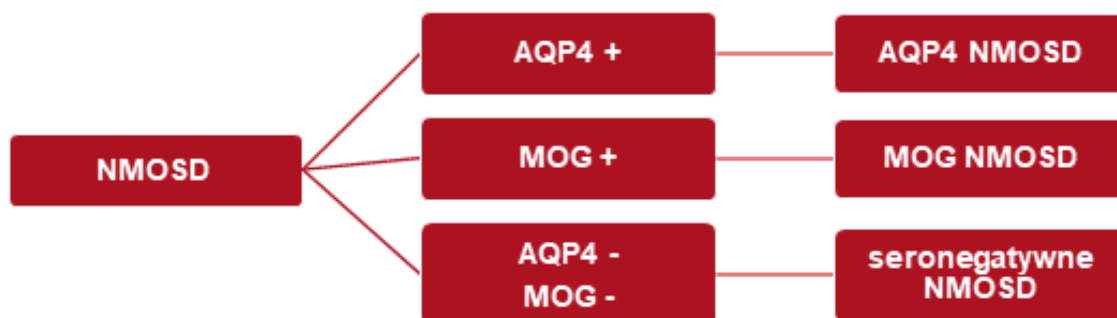 AQP4 +
AQP4 NMOSD
NMOSD
MOG +
MOG NMOSD
AQP4 -
MOG -
seronegatywne
NMOSD